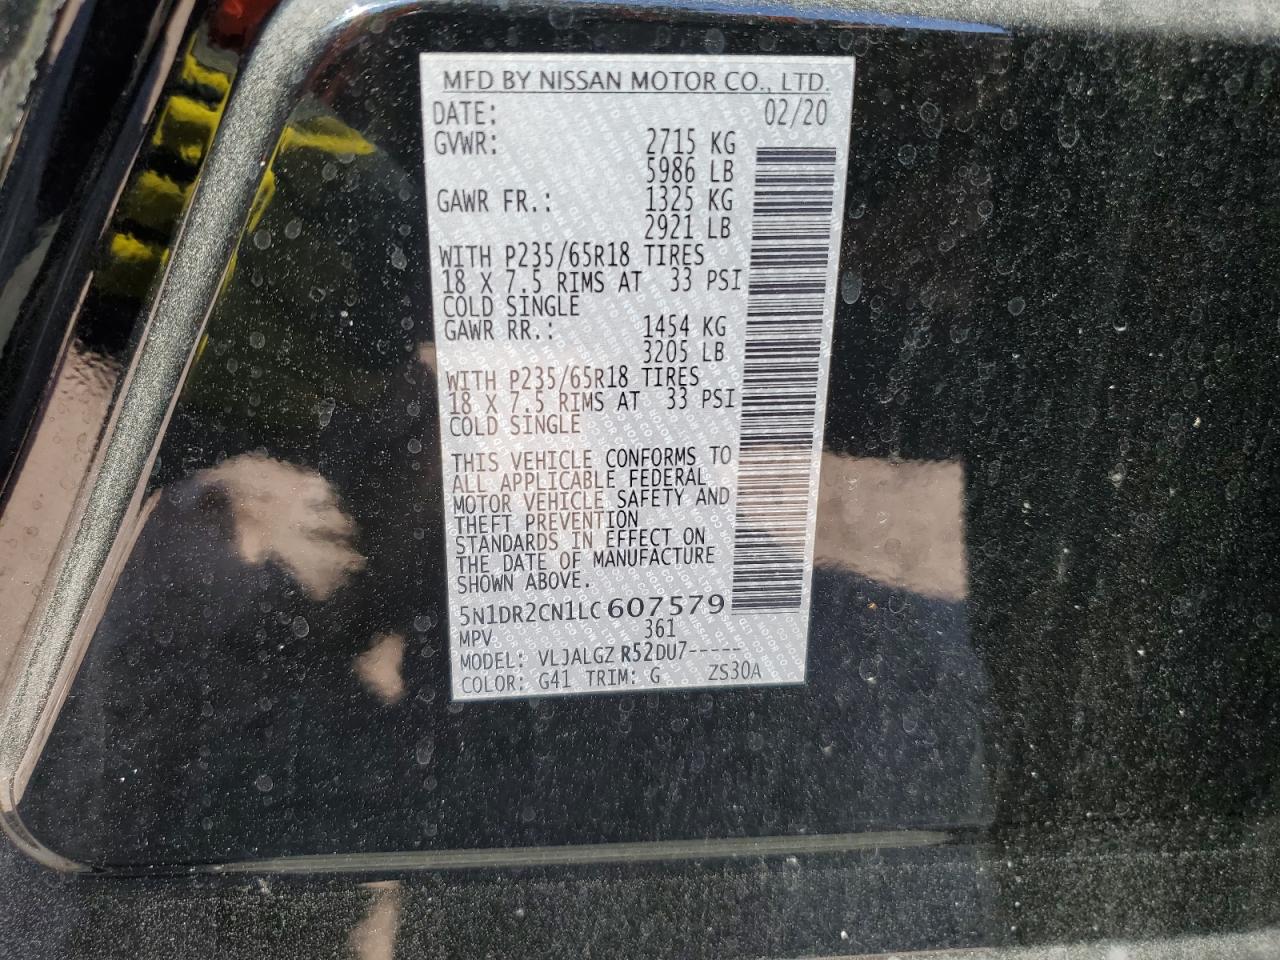 MFD BY NISSAN MOTOR CO., LTD.
DATE: 02/20
GVWR: 2715 KG
5986 LB
GAWR FR.: 1325 KG
2921 LB
WITH P235/65R18 TIRES
18 X 7.5 RIMS AT 33 PSI
COLD SINGLE
GAWR RR.: 1454 KG
3205 LB
WITH P235/65R18 TIRES
18 X 7.5 RIMS AT 33 PSI
COLD SINGLE
THIS VEHICLE CONFORMS TO
ALL APPLICABLE FEDERAL
MOTOR VEHICLE SAFETY AND
THEFT PREVENTION
STANDARDS IN EFFECT ON
THE DATE OF MANUFACTURE
SHOWN ABOVE.
5N1DR2CN1LC607579
MPV 361
MODEL: VLJALGZ R52DU7-----
COLOR: G41 TRIM: G ZS30A